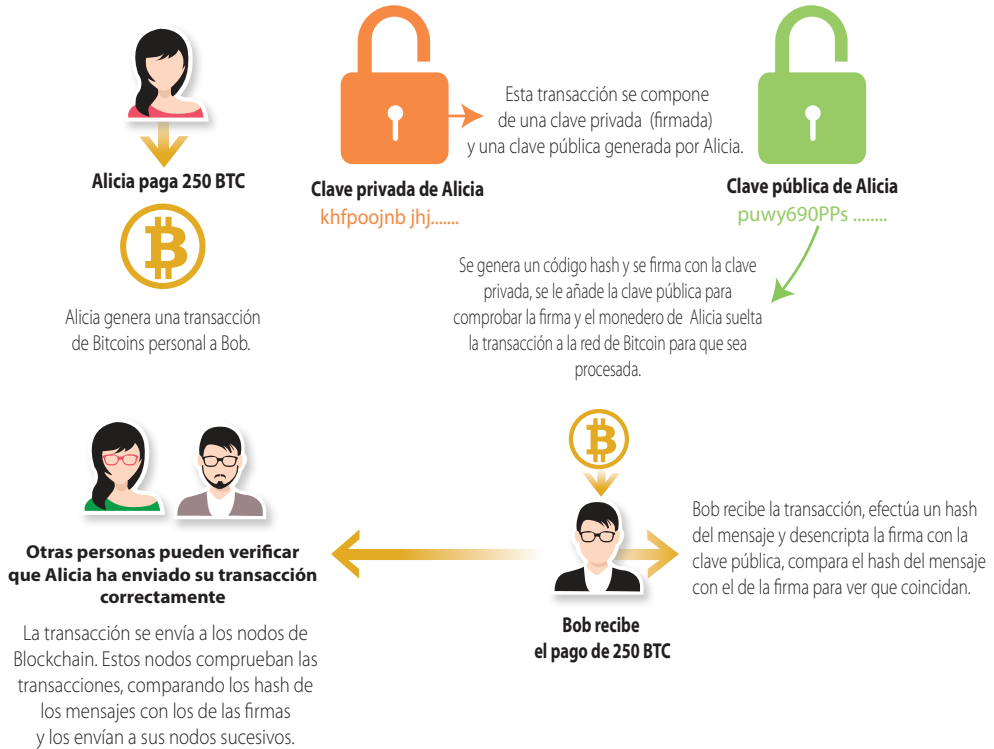 Alicia paga 250 BTC
Alicia genera una transacción
de Bitcoins personal a Bob.
Clave privada de Alicia
khfpoojnb jhj.......
Esta transacción se compone
de una clave privada (firmada)
y una clave pública generada por Alicia.
Clave pública de Alicia
puwy690PPs ........
Se genera un código hash y se firma con la clave
privada, se le añade la clave pública para
comprobar la firma y el monedero de Alicia suelta
la transacción a la red de Bitcoin para que sea
procesada.
Bob recibe
el pago de 250 BTC
Bob recibe la transacción, efectúa un hash
del mensaje y desencripta la firma con la
clave pública, compara el hash del mensaje
con el de la firma para ver que coincidan.
Otras personas pueden verificar
que Alicia ha enviado su transacción
correctamente
La transacción se envía a los nodos de
Blockchain. Estos nodos comprueban las
transacciones, comparando los hash de
los mensajes con los de las firmas
y los envían a sus nodos sucesivos.